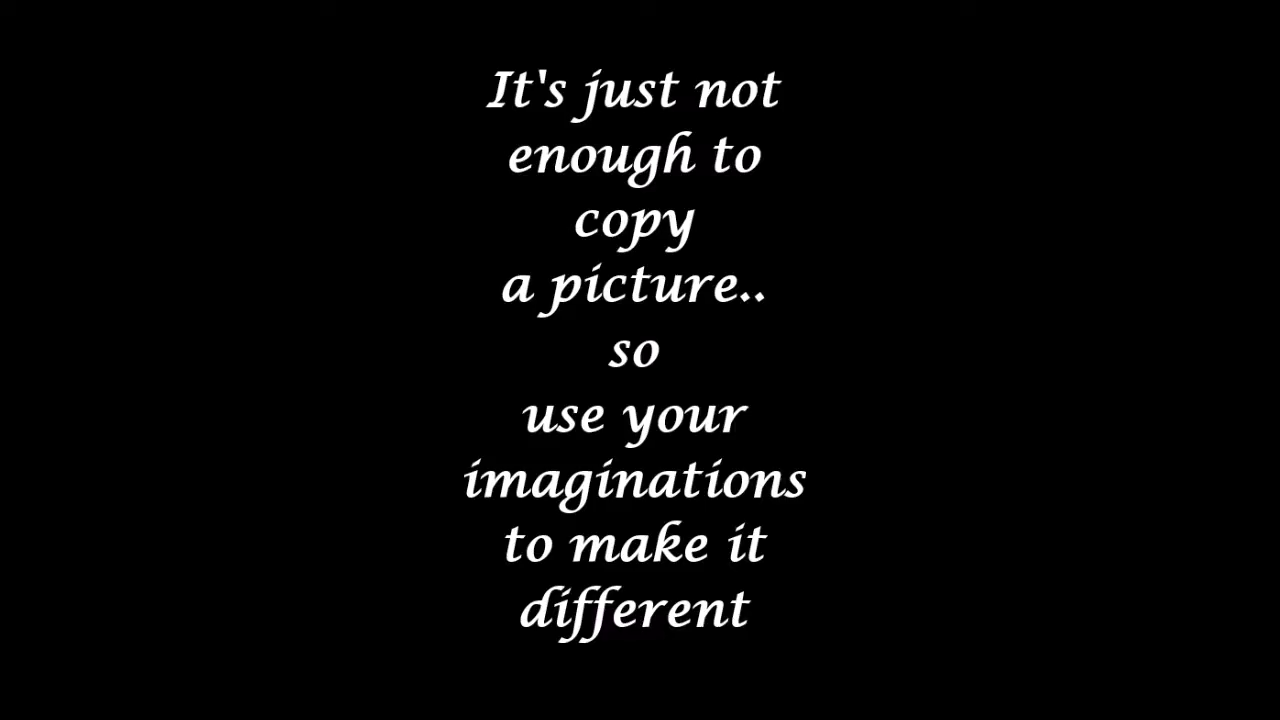 It's just not
enough to
copy
a picture..
so
use your
imaginations
to make it
different